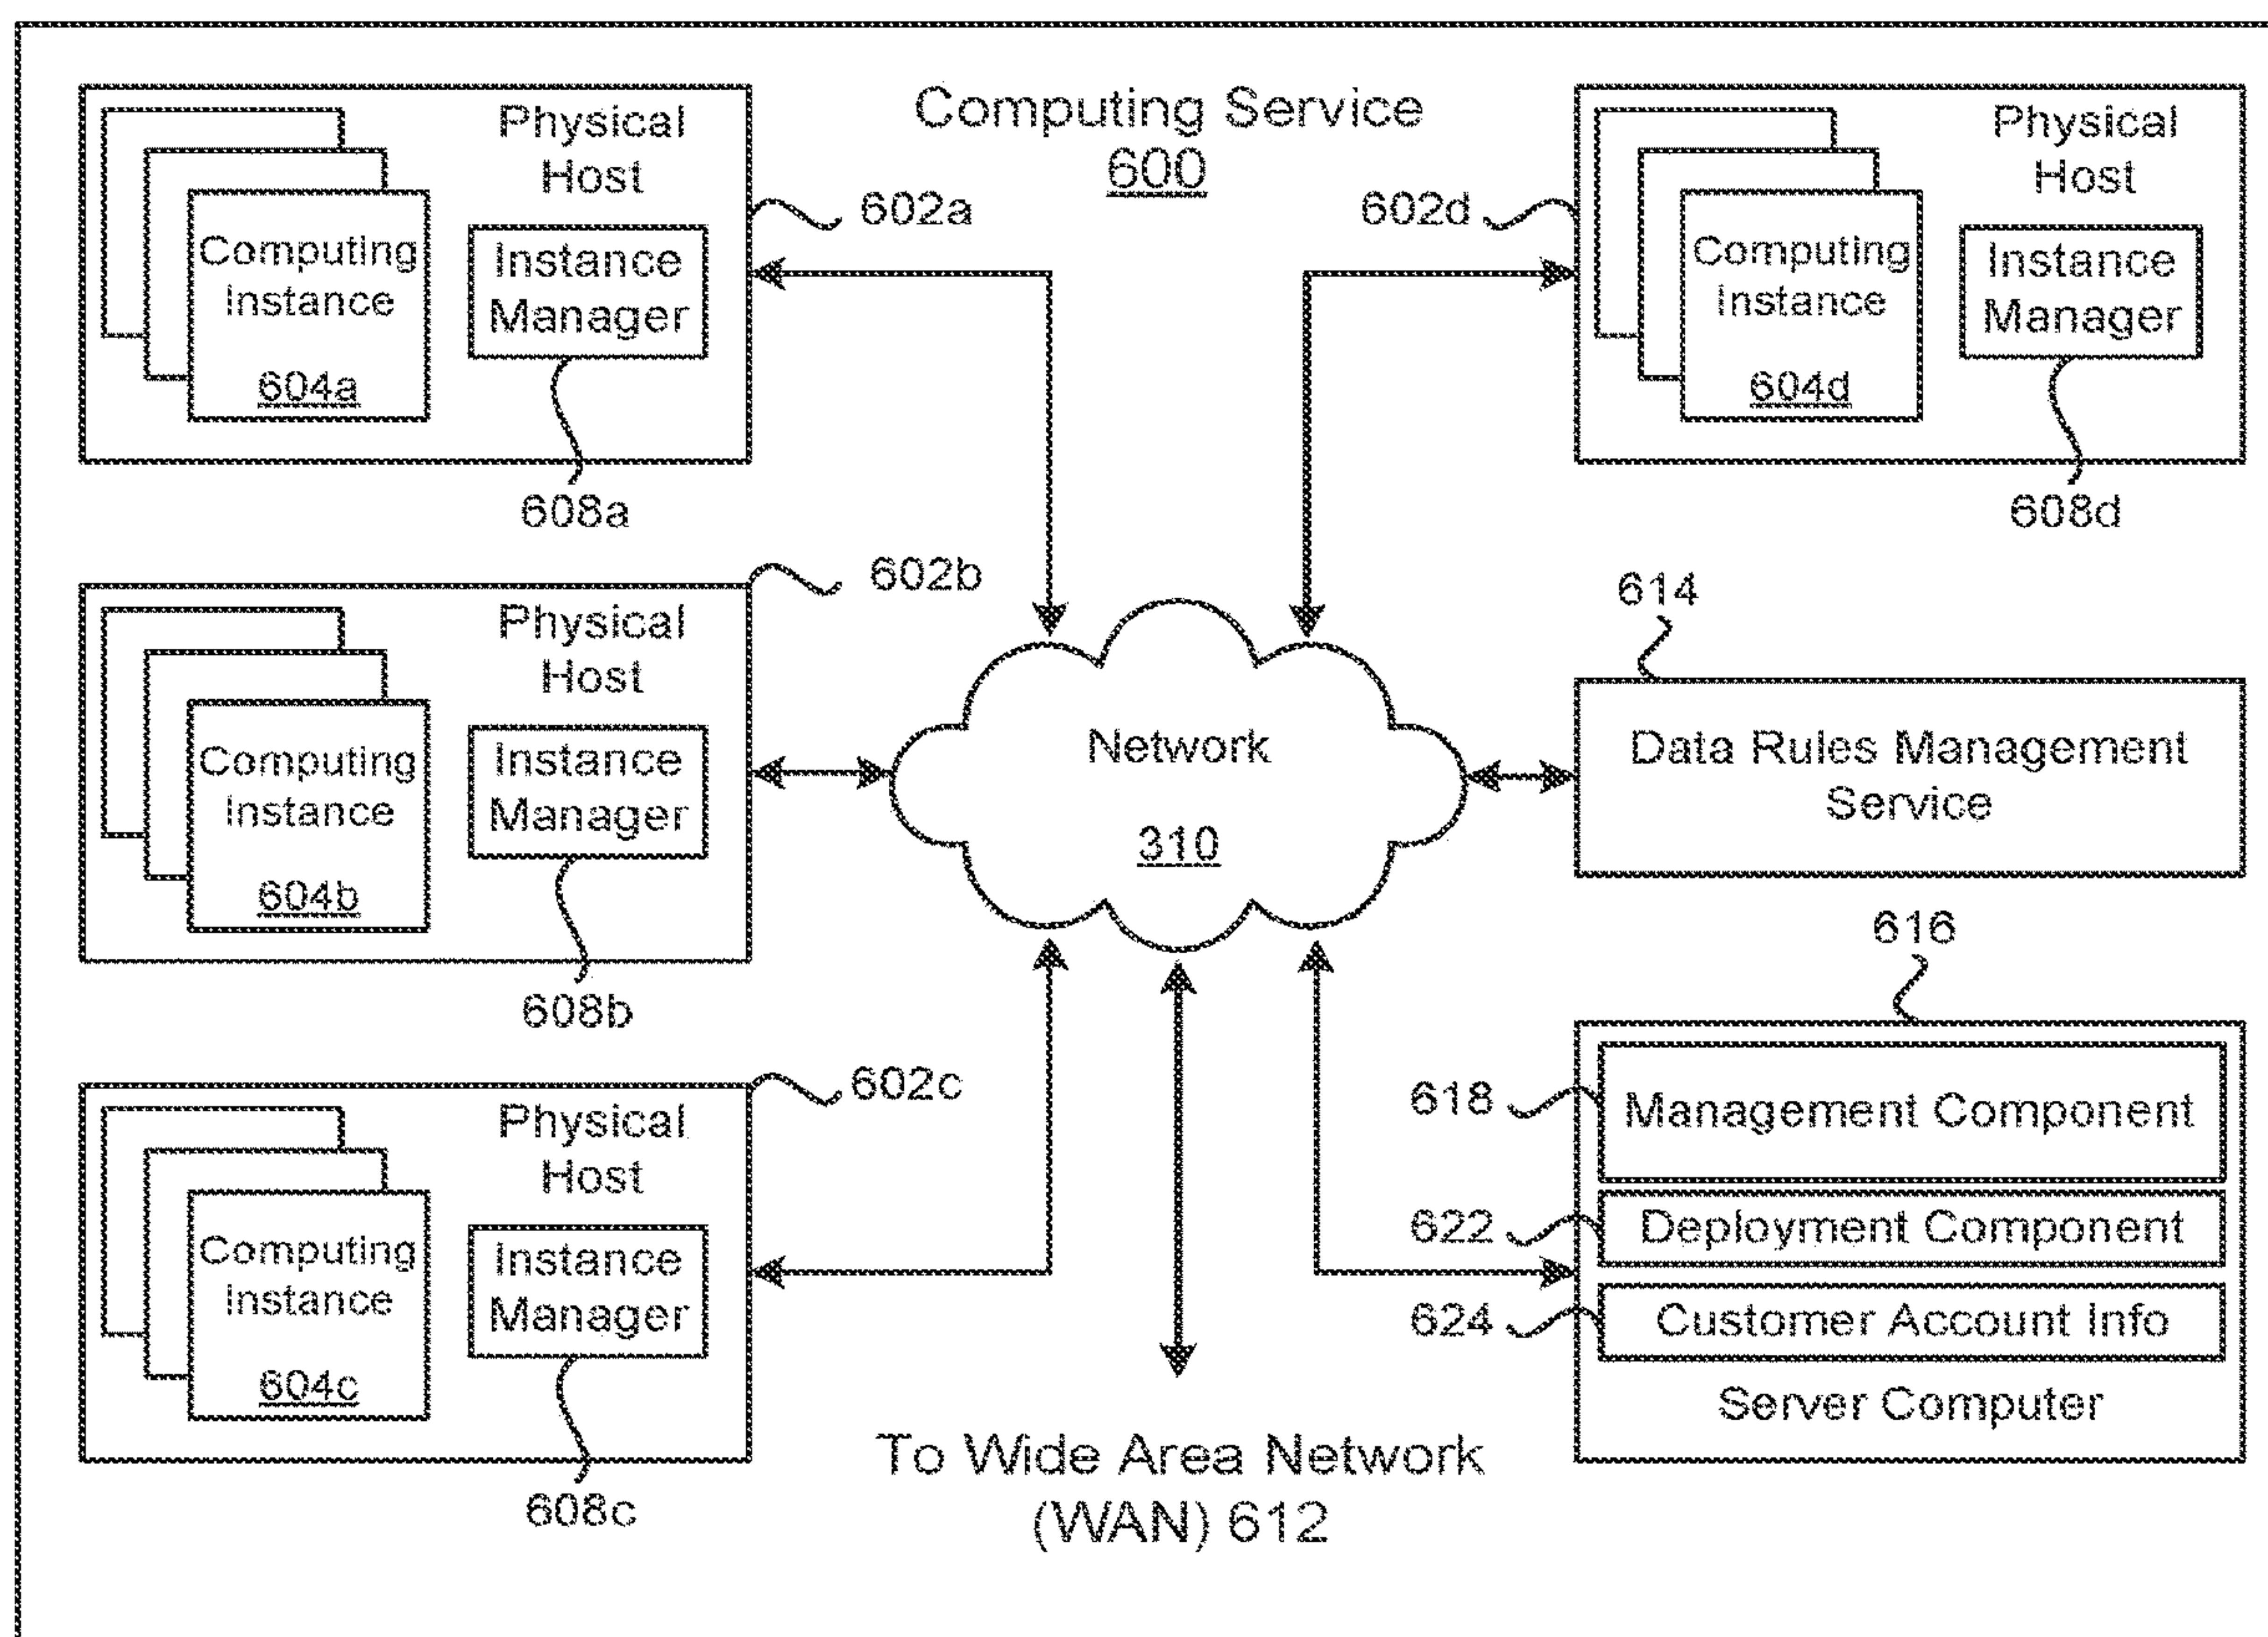 Computing Service
600
Physical
Host
Computing
Instance
604a
Instance
Manager
602a
608a
602d
Physical
Host
Computing
Instance
604d
Instance
Manager
608d
602b
Physical
Host
Computing
Instance
604b
Instance
Manager
608b
Network
310
614
Data Rules Management
Service
602c
Physical
Host
Computing
Instance
604c
Instance
Manager
608c
616
618
Management Component
622
Deployment Component
624
Customer Account Info
Server Computer
To Wide Area Network
(WAN) 612